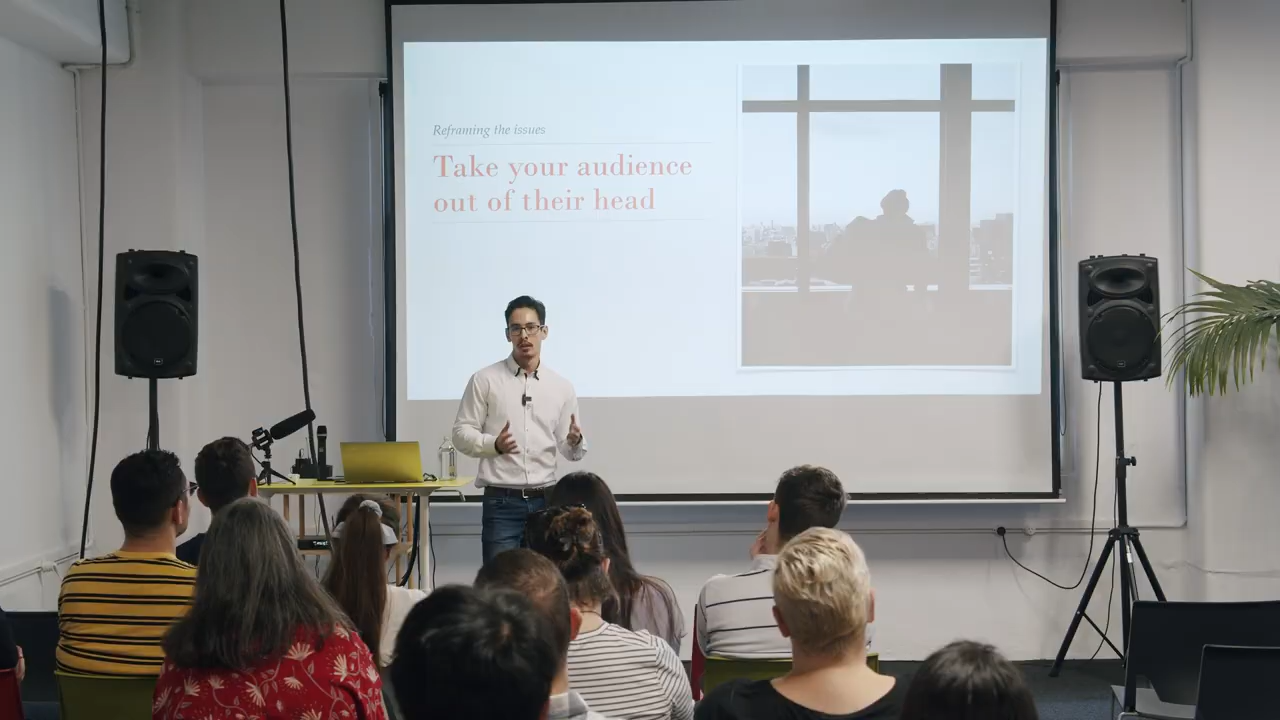 Reframing the issues
Take your audience
out of their head